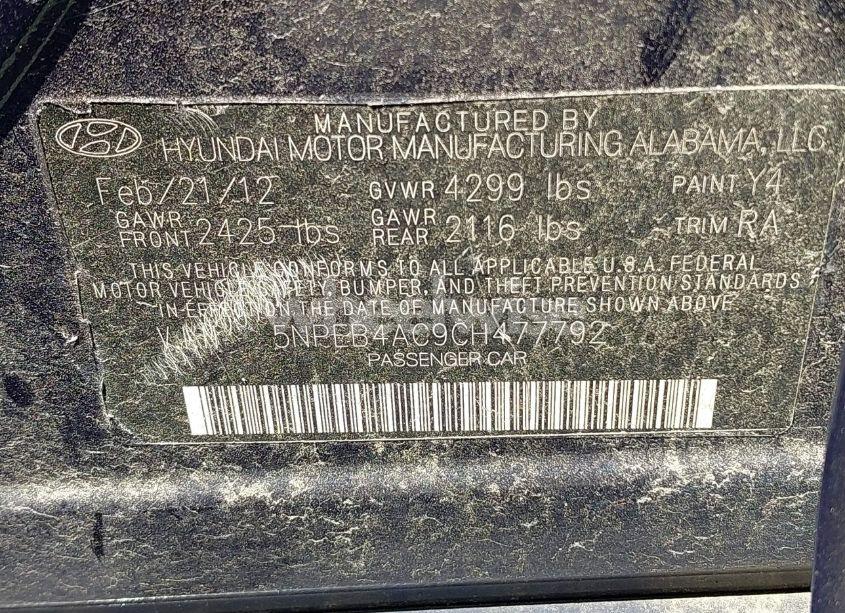 MANUFACTURED BY
HYUNDAI MOTOR MANUFACTURING ALABAMA, LLC
Feb/21/12 GVWR 4299 lbs PAINT Y4
GAWR FRONT 2425 lbs GAWR REAR 2116 lbs TRIM RA
THIS VEHICLE CONFORMS TO ALL APPLICABLE U.S.A. FEDERAL
MOTOR VEHICLE SAFETY, BUMPER, AND THEFT PREVENTION STANDARDS
IN EFFECT ON THE DATE OF MANUFACTURE SHOWN ABOVE
5NPEB4AC9CH477792
PASSENGER CAR